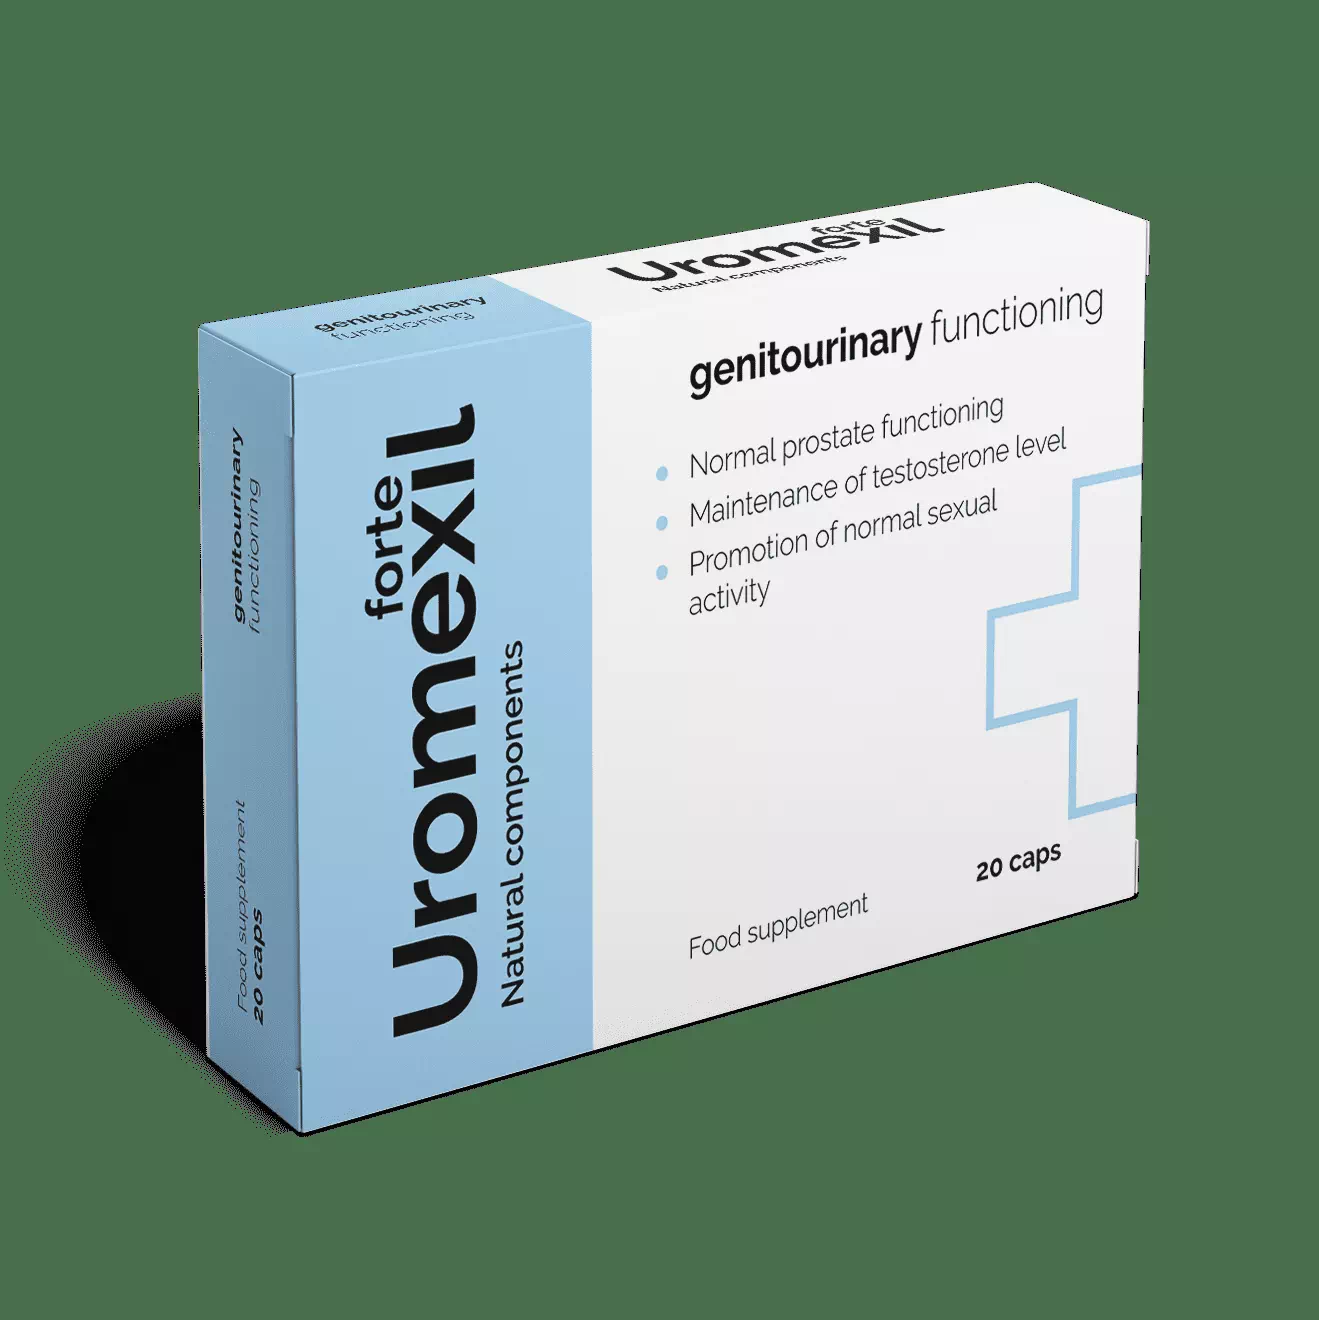 forte
Uromexil
Natural components
genitourinary
functioning
genitourinary
functioning
Food supplement
20 caps
forte
Uromexil
Natural components
genitourinary functioning
Normal prostate functioning
Maintenance of testosterone level
Promotion of normal sexual
activity
20 caps
Food supplement